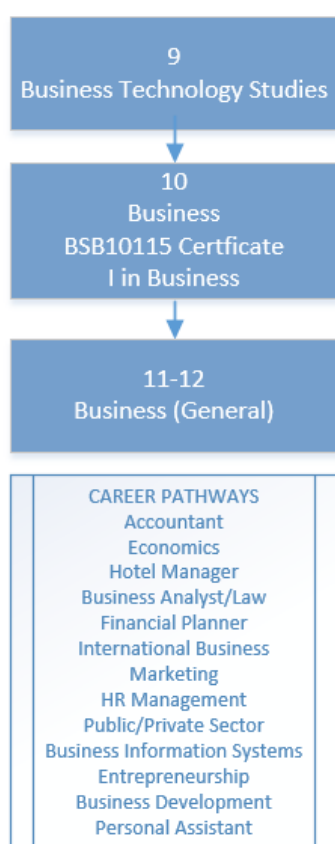 9
Business Technology Studies
10
Business
BSB10115 Certficate
I in Business
11-12
Business (General)
CAREER PATHWAYS
Accountant
Economics
Hotel Manager
Business Analyst/Law
Financial Planner
International Business
Marketing
HR Management
Public/Private Sector
Business Information Systems
Entrepreneurship
Business Development
Personal Assistant